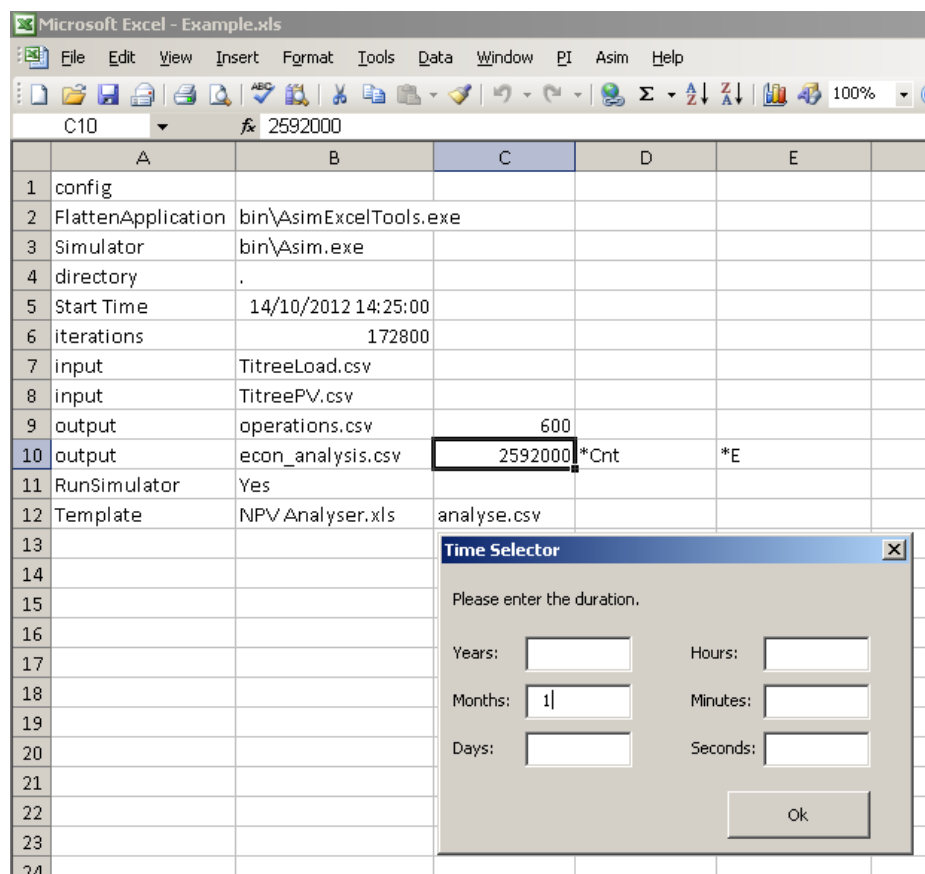 Microsoft Excel - Example.xls
File Edit View Insert Format Tools Data Window PI Asim Help
ABC Σ A Z Z A 100%
C10 fx 2592000
A B C D E
1 config
2 FlattenApplication bin\AsimExcelTools.exe
3 Simulator bin\Asim.exe
4 directory .
5 Start Time 14/10/2012 14:25:00
6 iterations 172800
7 input TitreeLoad.csv
8 input TitreePV.csv
9 output operations.csv 600
10 output econ_analysis.csv 2592000 *Cnt *E
11 RunSimulator Yes
12 Template NPV Analyser.xls analyse.csv
13
14
15
16
17
18
19
20
21
22
23
24
Time Selector
Please enter the duration.
Years: Hours:
Months: 1 Minutes:
Days: Seconds:
Ok